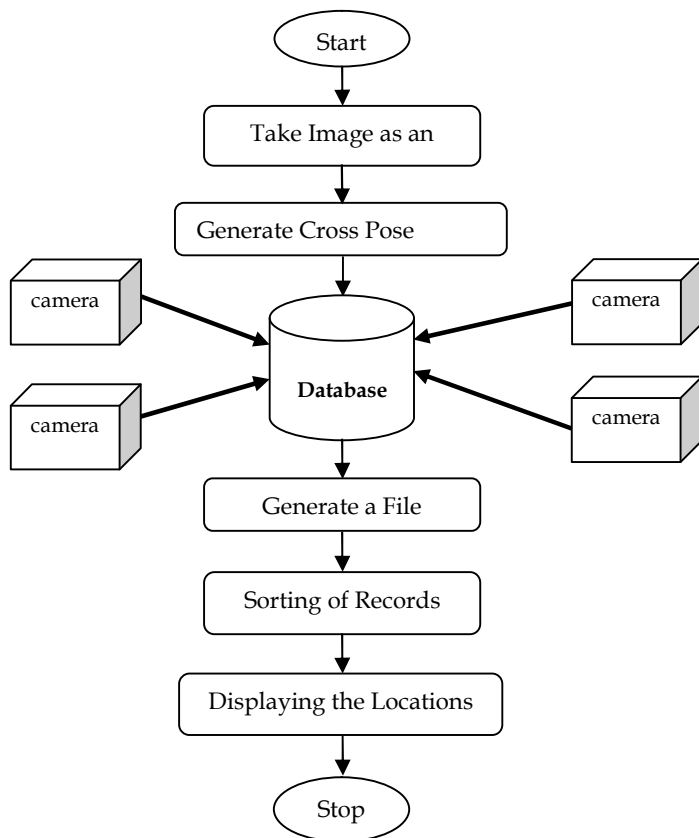 Start
Take Image as an
Generate Cross Pose
camera
camera
Database
camera
camera
Generate a File
Sorting of Records
Displaying the Locations
Stop